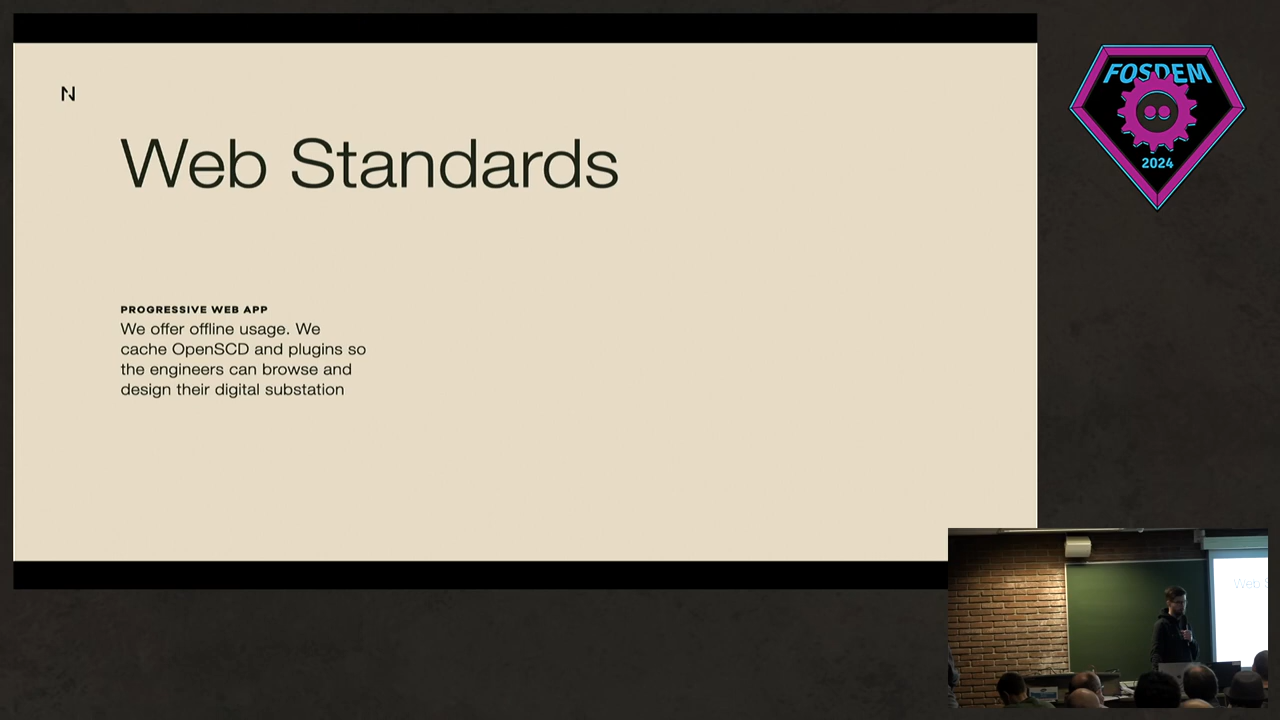 N
Web Standards
PROGRESSIVE WEB APP
We offer offline usage. We
cache OpenSCD and plugins so
the engineers can browse and
design their digital substation
FOSDEM
2024
Web S